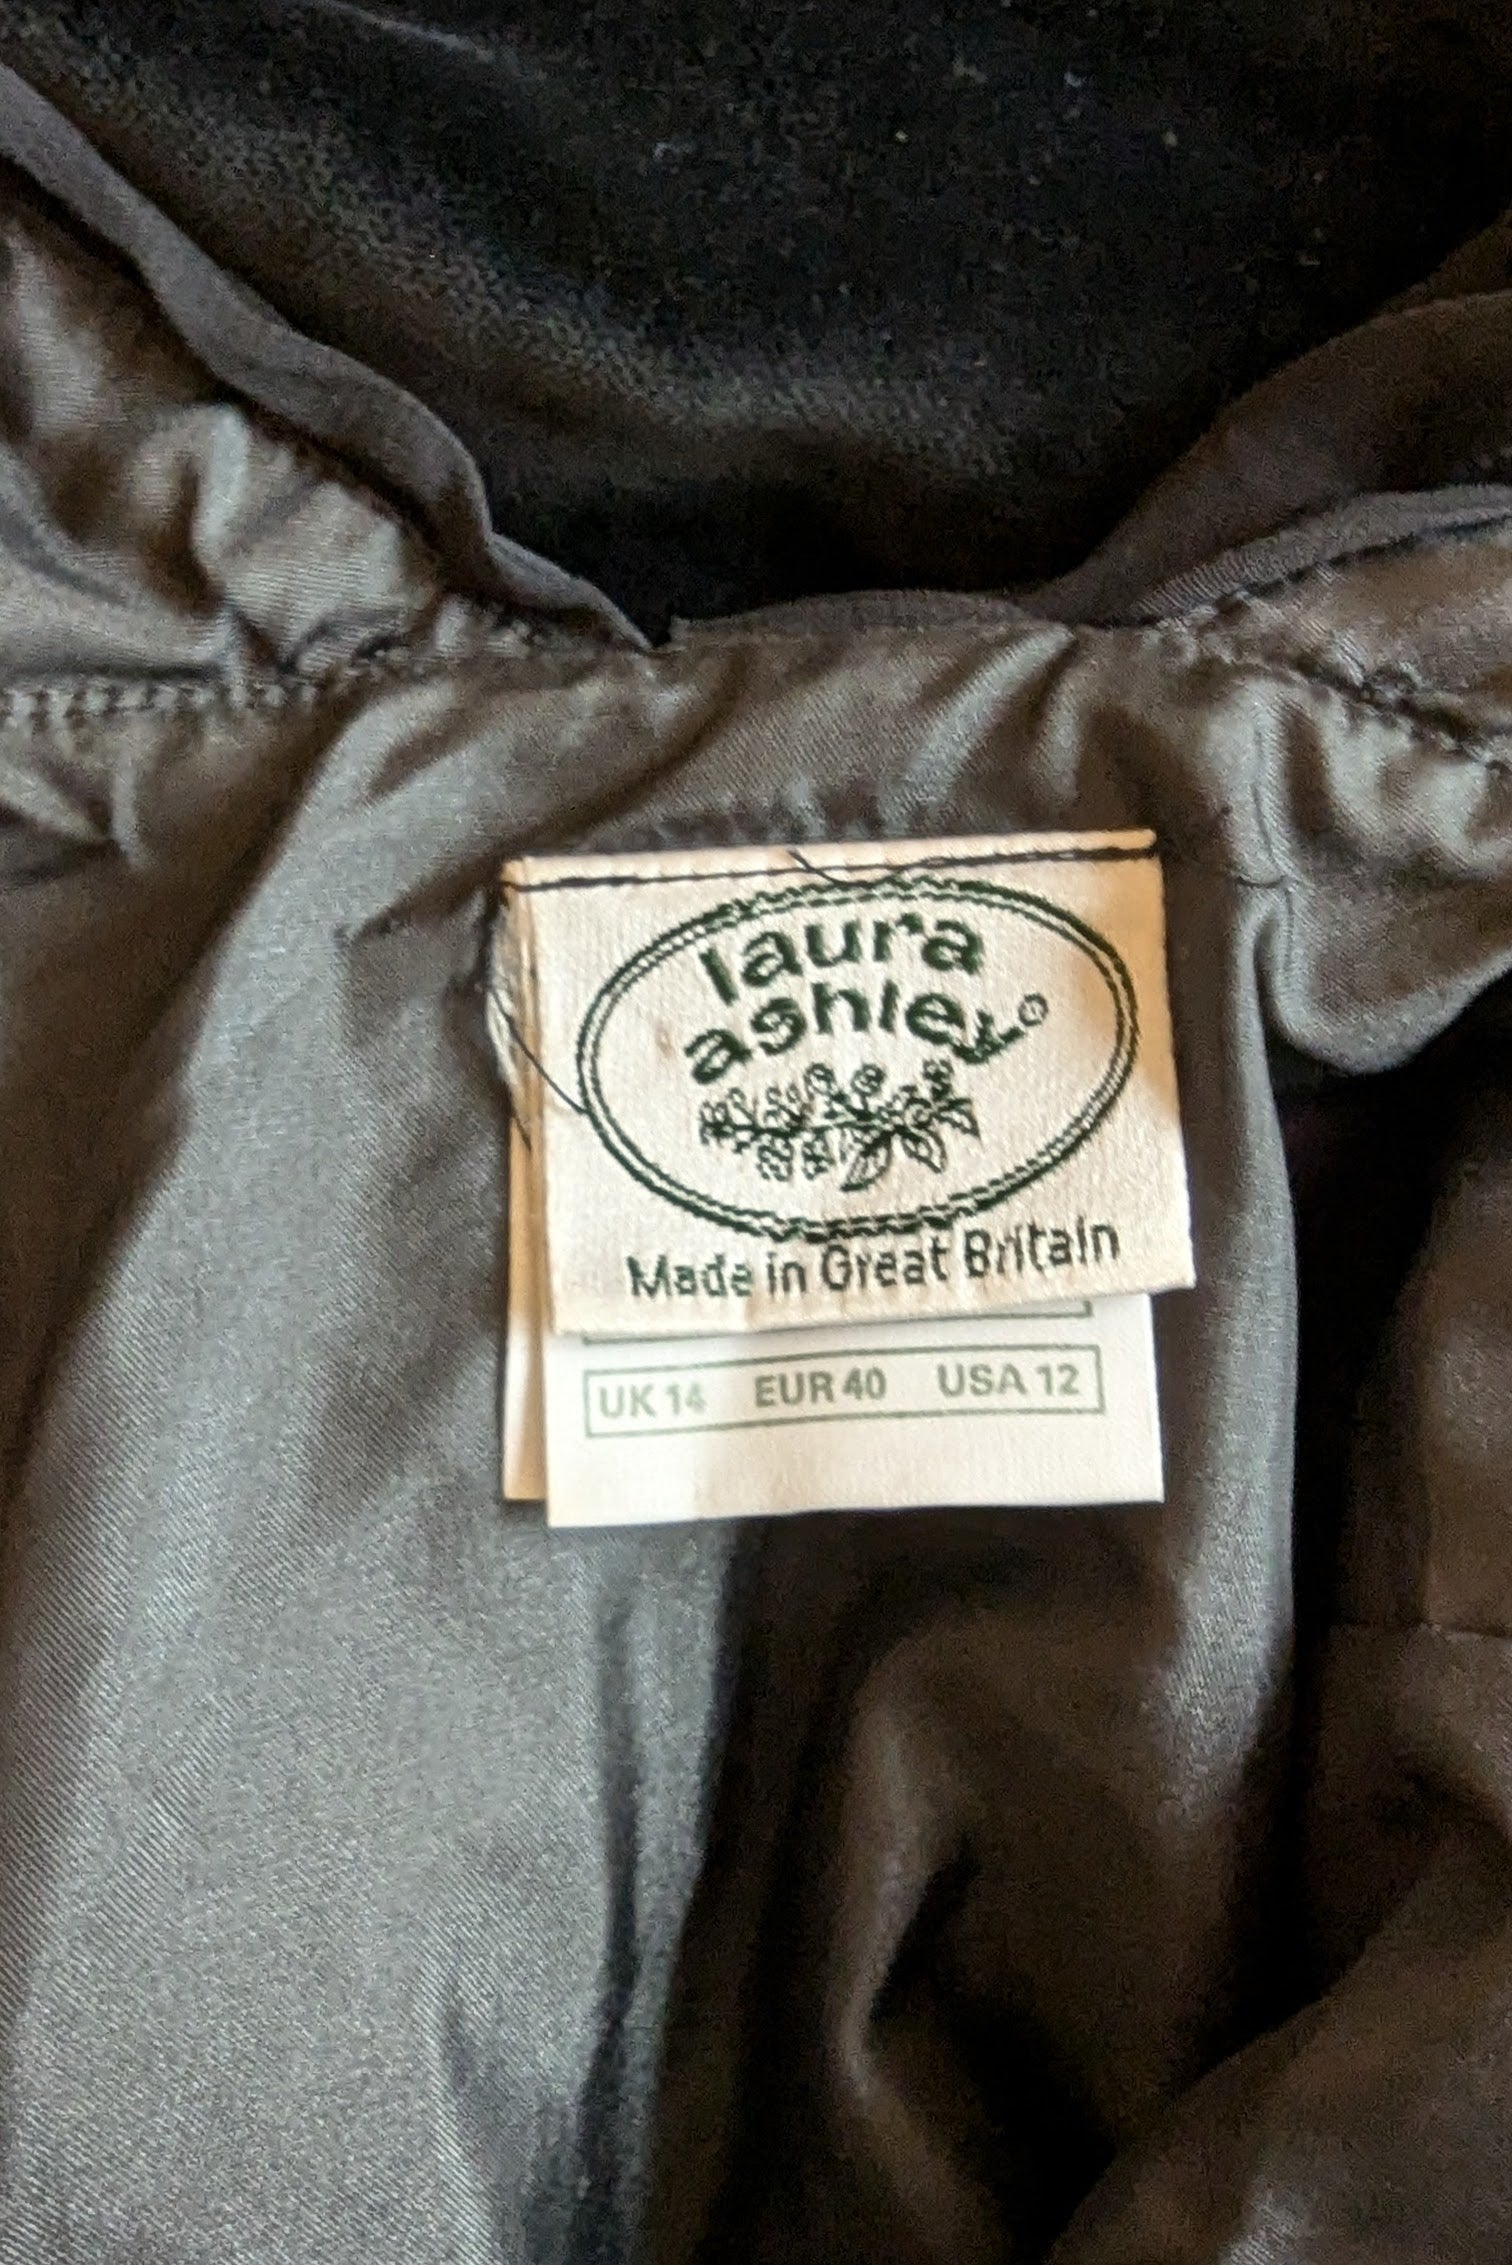 laura
ashley®
Made in Great Britain
UK 14 EUR 40 USA 12